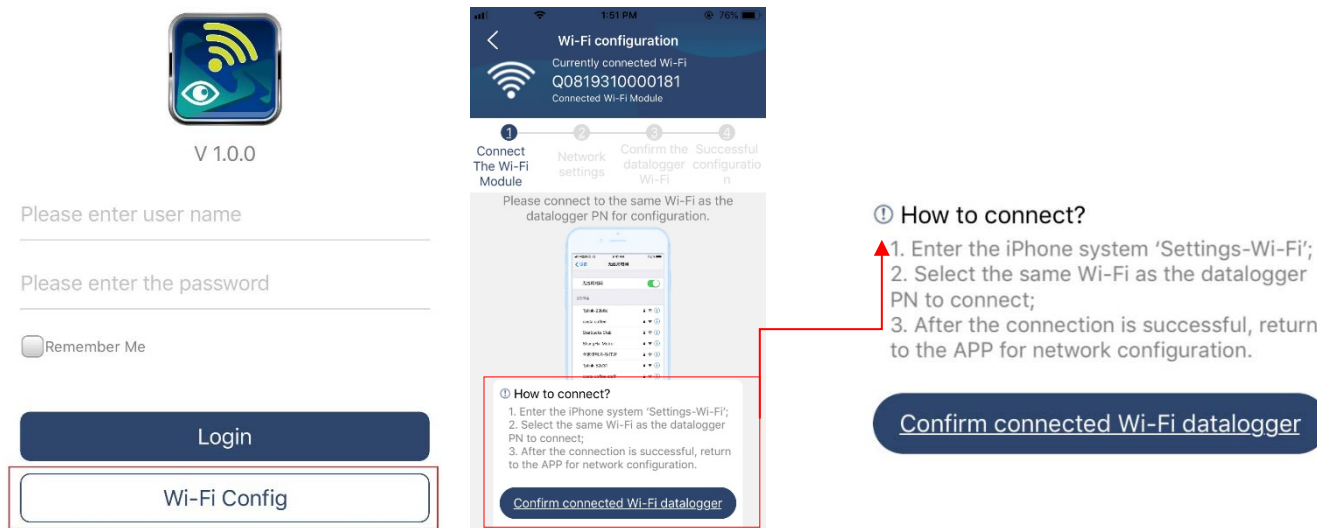 V 1.0.0
Please enter user name
Please enter the password
Remember Me
Login
Wi-Fi Config
1:51 PM
76%
Wi-Fi configuration
Currently connected Wi-Fi
Q0819310000181
Connected Wi-Fi Module
1
2
3
4
Connect
The Wi-Fi
Module
Network
settings
Confirm the
datalogger
Wi-Fi
Successful
configuratio
n
Please connect to the same Wi-Fi as the
datalogger PN for configuration.
How to connect?
1. Enter the iPhone system ‘Settings-Wi-Fi’;
2. Select the same Wi-Fi as the datalogger
PN to connect;
3. After the connection is successful, return
to the APP for network configuration.
Confirm connected Wi-Fi datalogger
How to connect?
1. Enter the iPhone system ‘Settings-Wi-Fi’;
2. Select the same Wi-Fi as the datalogger
PN to connect;
3. After the connection is successful, return
to the APP for network configuration.
Confirm connected Wi-Fi datalogger